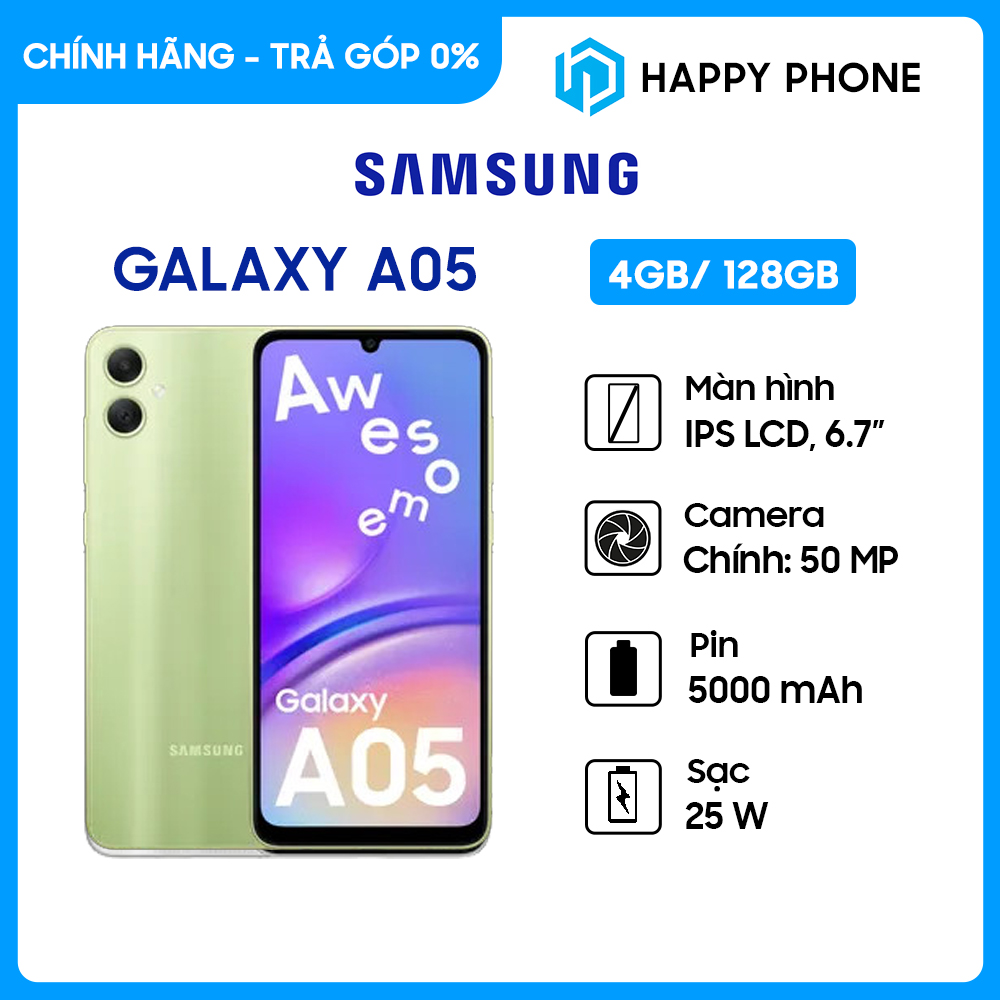 CHÍNH HÃNG - TRẢ GÓP 0%
HAPPY PHONE
SAMSUNG
GALAXY A05
4GB/ 128GB
Awesome
Galaxy
A05
SAMSUNG
Màn hình
IPS LCD, 6.7”
Camera
Chính: 50 MP
Pin
5000 mAh
Sạc
25 W